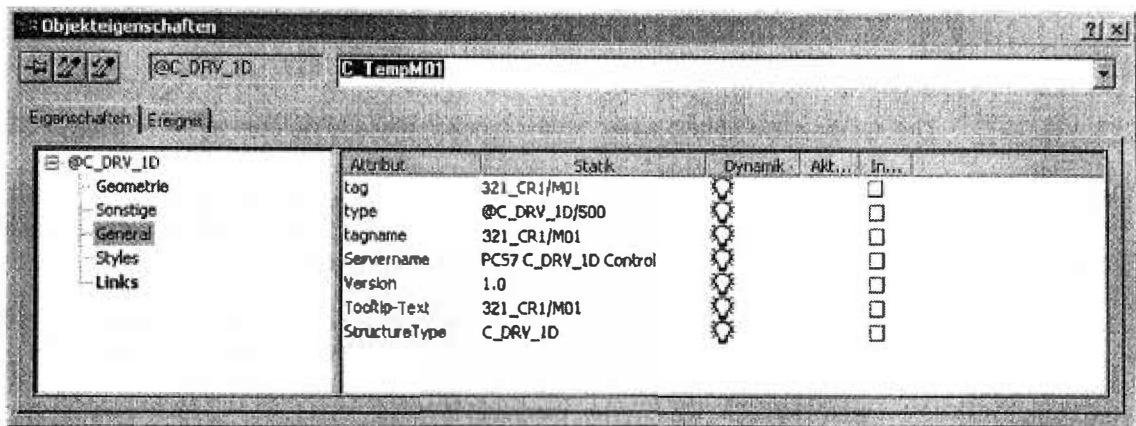 Objekteigenschaften
@C_DRV_1D C_TempM01
Eigenschaften Ereignis
@C_DRV_1D
Geometrie
Sonstige
General
Styles
Links
Attribut Statik Dynamik Akt... In...
tag 321_CR1/M01
type @C_DRV_1D/500
tagname 321_CR1/M01
Servername PCS7 C_DRV_1D Control
Version 1.0
Tooltip-Text 321_CR1/M01
StructureType C_DRV_1D